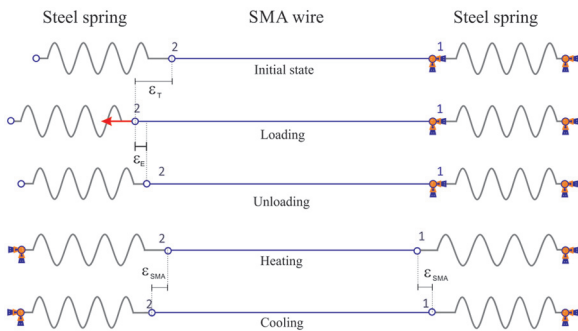 Steel spring SMA wire Steel spring
2 1
Initial state
ε_T
2 1
Loading
ε_E
2 1
Unloading
2 1
Heating
ε_SMA ε_SMA
2 1
Cooling